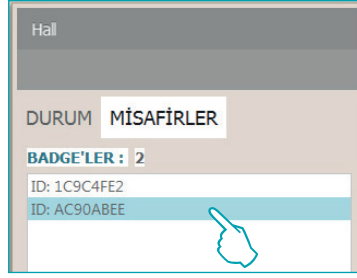 Hall
DURUM MİSAFİRLER
BADGE'LER : 2
ID: 1C9C4FE2
ID: AC90ABEE